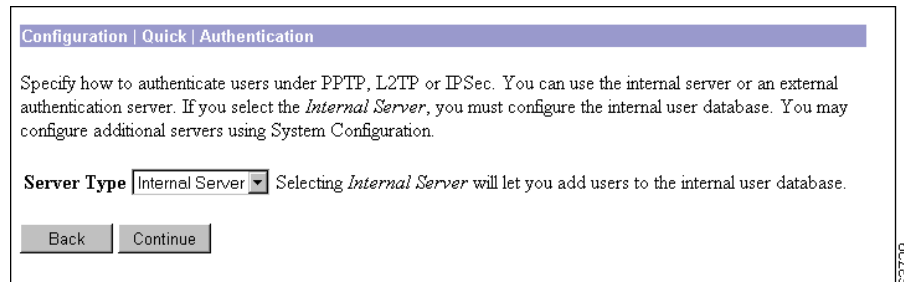 Configuration | Quick | Authentication
Specify how to authenticate users under PPTP, L2TP or IPSec. You can use the internal server or an external
authentication server. If you select the Internal Server, you must configure the internal user database. You may
configure additional servers using System Configuration.
Server Type Internal Server Selecting Internal Server will let you add users to the internal user database.
Back Continue